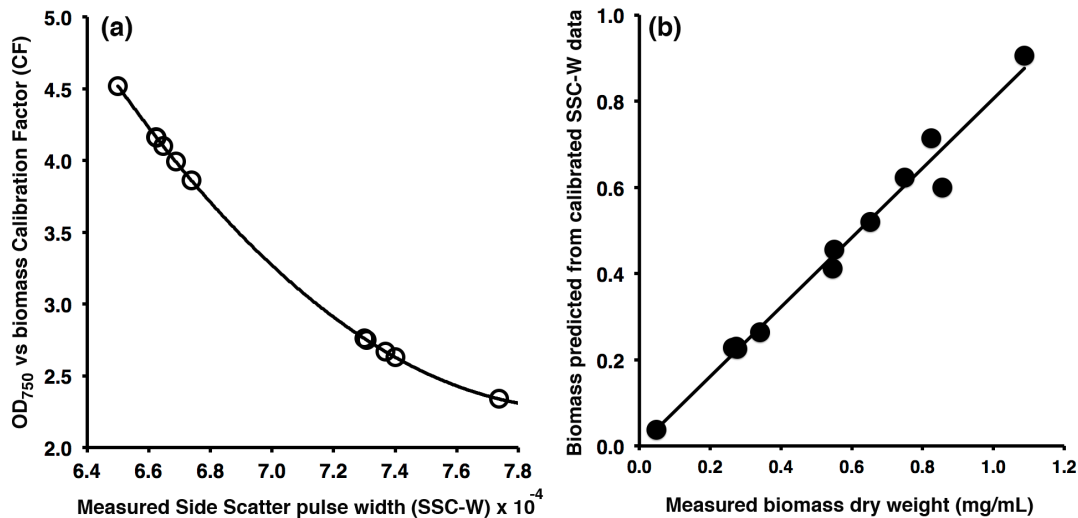 (a)
OD750 vs biomass Calibration Factor (CF)
5.0
4.5
4.0
3.5
3.0
2.5
2.0
6.4 6.6 6.8 7.0 7.2 7.4 7.6 7.8
Measured Side Scatter pulse width (SSC-W) x 10-4
(b)
Biomass predicted from calibrated SSC-W data
1.0
0.8
0.6
0.4
0.2
0.0
0.0 0.2 0.4 0.6 0.8 1.0 1.2
Measured biomass dry weight (mg/mL)